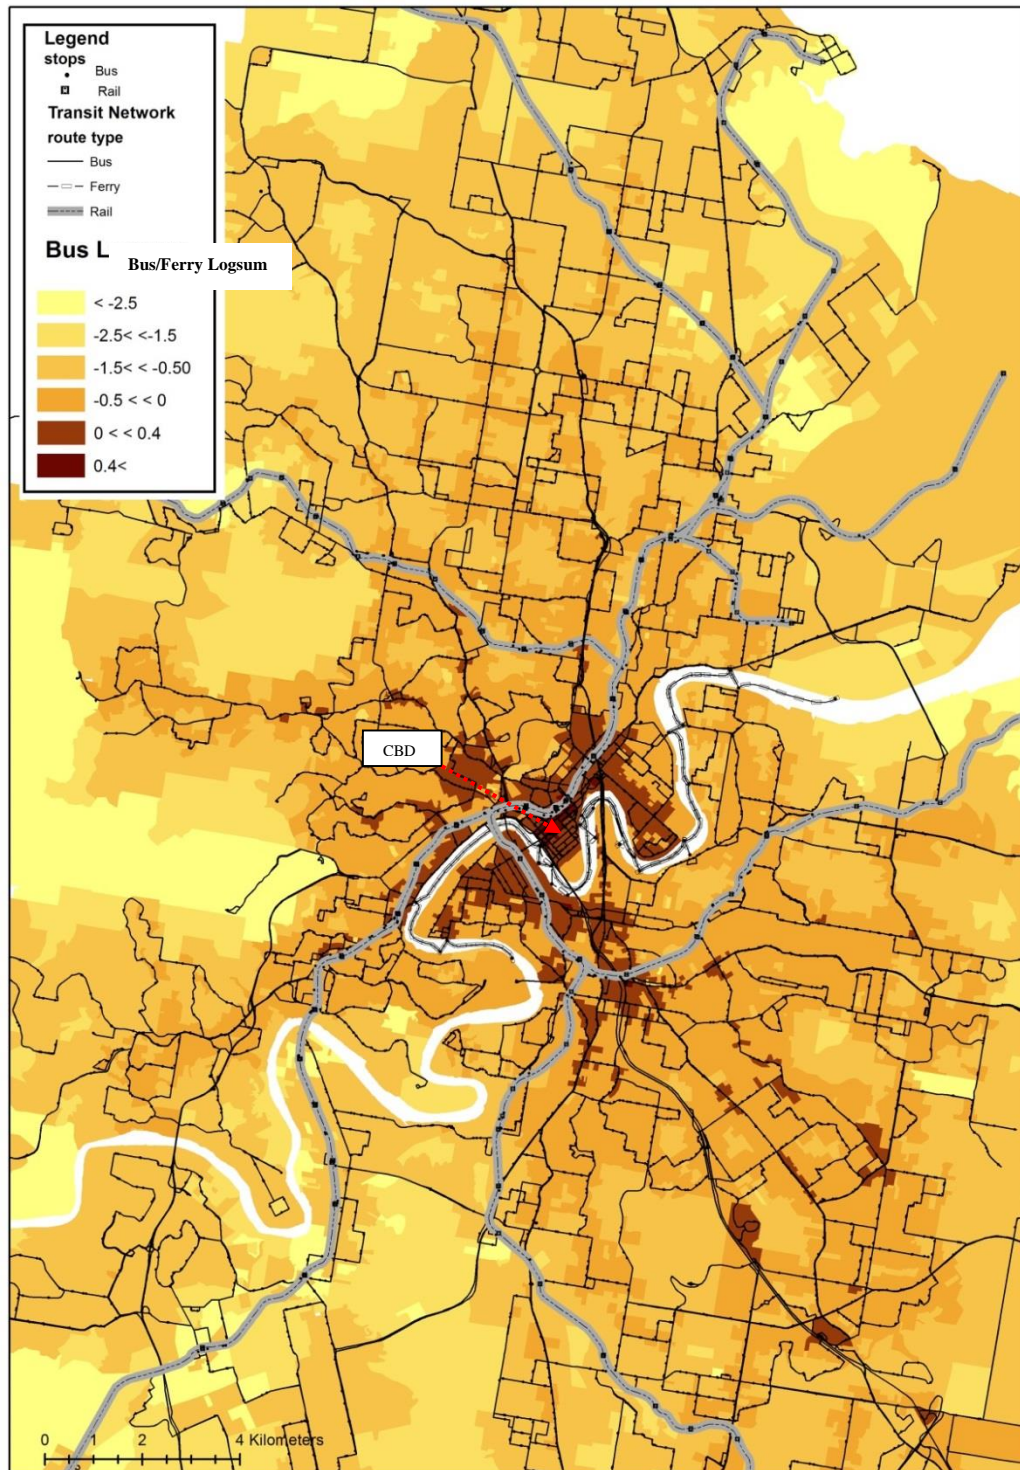 Legend
stops
Bus
Rail
Transit Network
route type
Bus
Ferry
Rail
Bus L
Bus/Ferry Logsum
< -2.5
-2.5< <-1.5
-1.5< < -0.50
-0.5 < < 0
0 < < 0.4
0.4<
CBD
0 1 2 4 Kilometers